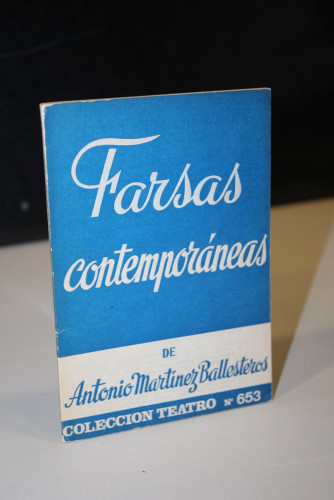 Farsas
contemporáneas
DE
Antonio Martínez Ballesteros
COLECCION TEATRO Nº 653